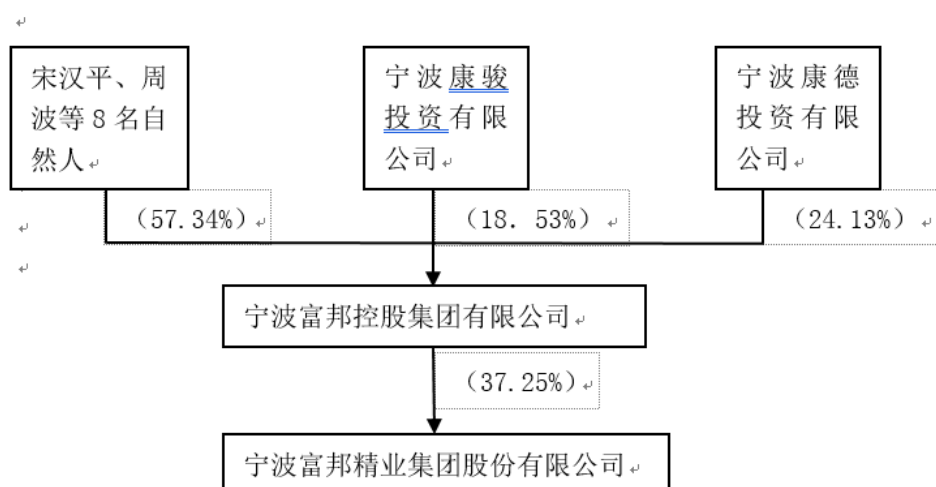 宋汉平、周
波等8名自
然人
宁波康骏
投资有限
公司
宁波康德
投资有限
公司
（57.34%）
（18. 53%）
（24.13%）
宁波富邦控股集团有限公司
（37.25%）
宁波富邦精业集团股份有限公司